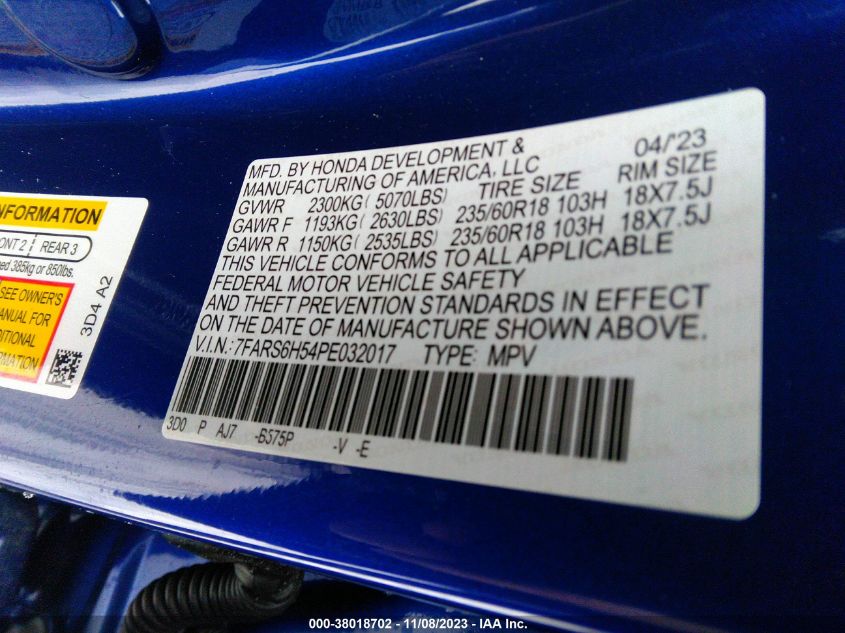 INFORMATION
ONT 2 REAR 3
ed 385kg or 850lbs.
SEE OWNER'S
ANUAL FOR
DITIONAL
FORMATION
3D4 A2
MFD. BY HONDA DEVELOPMENT & 04/'23
MANUFACTURING OF AMERICA, LLC
GVWR 2300KG( 5070LBS) TIRE SIZE RIM SIZE
GAWR F 1193KG( 2630LBS) 235/60R18 103H 18X7.5J
GAWR R 1150KG( 2535LBS) 235/60R18 103H 18X7.5J
THIS VEHICLE CONFORMS TO ALL APPLICABLE
FEDERAL MOTOR VEHICLE SAFETY
AND THEFT PREVENTION STANDARDS IN EFFECT
ON THE DATE OF MANUFACTURE SHOWN ABOVE.
V.I.N.:7FARS6H54PE032017 TYPE: MPV
3D0 P AJ7 -B575P -V -E
000-38018702 - 11/08/2023 - IAA Inc.